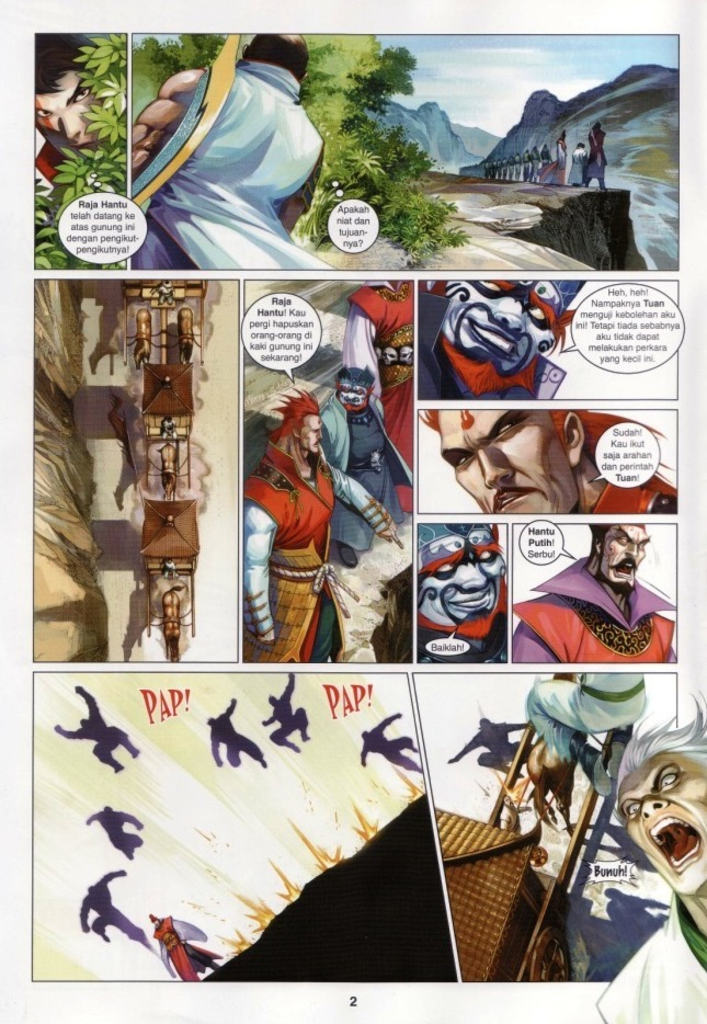 Raja Hantu
telah datang ke
atas gunung ini
dengan pengikut-
pengikutnya!
Apakah
niat dan
tujuan-
nya?
Raja
Hantu! Kau
pergi hapuskan
orang-orang di
kaki gunung ini
sekarang!
Heh, heh!
Nampaknya Tuan
menguji kebolehan aku
ini! Tetapi tiada sebabnya
aku tidak dapat
melakukan perkara
yang kecil ini.
Sudah!
Kau ikut
saja arahan
dan perintah
Tuan!
Baiklah!
Hantu
Putih!
Serbu!
PAP!
PAP!
Bunuh!
2